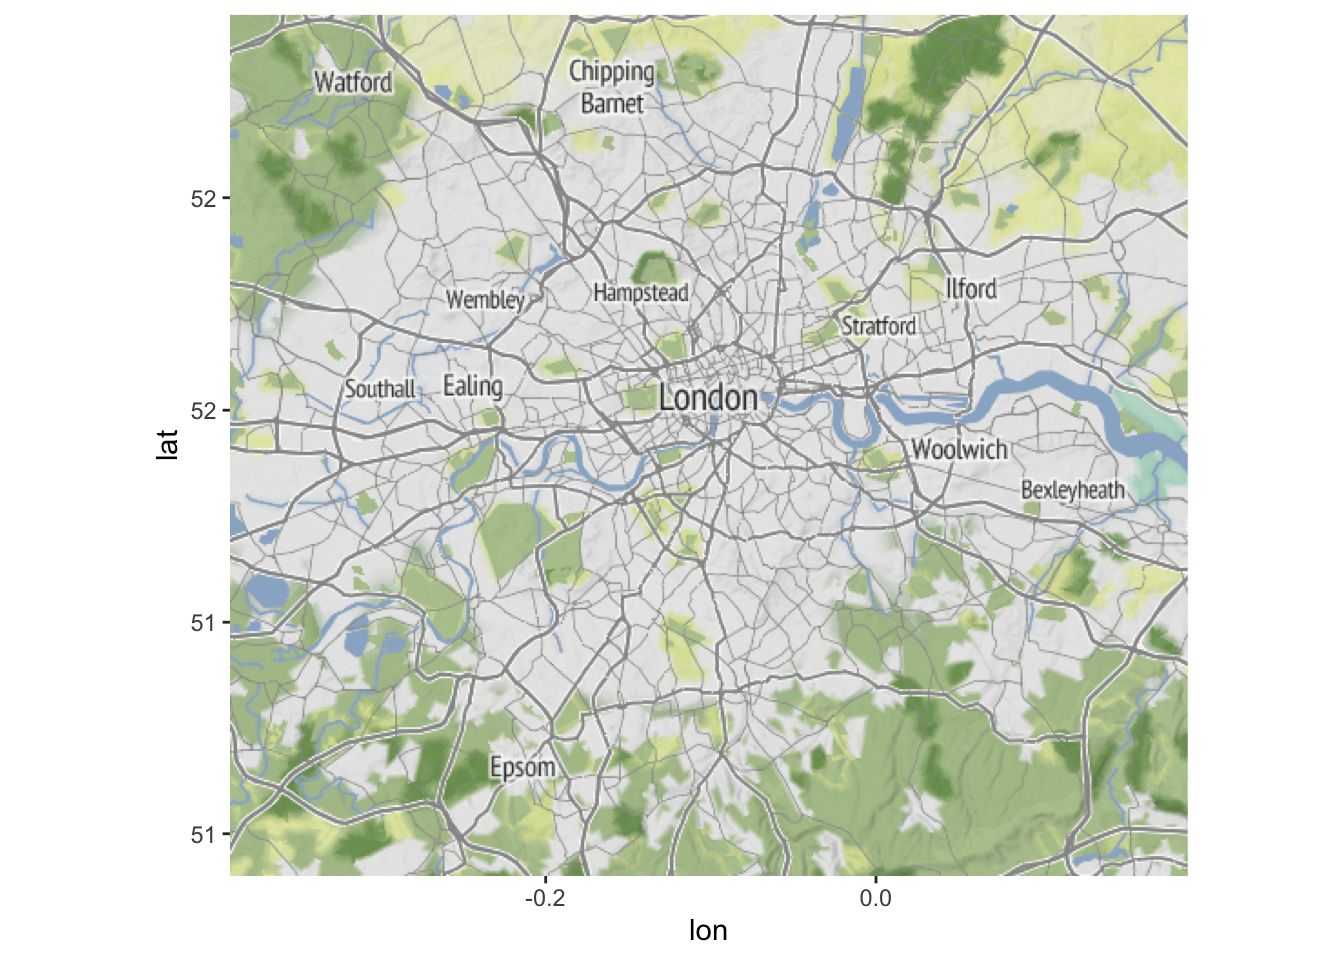 Chipping
Watford
Barnet
52
Wembley
Hampstead
Ilford
Stratford
Southall
Ealing
London
52
lat
Woolwich
Bexleyheath
51
Epsom
51
-0.2
0.0
lon